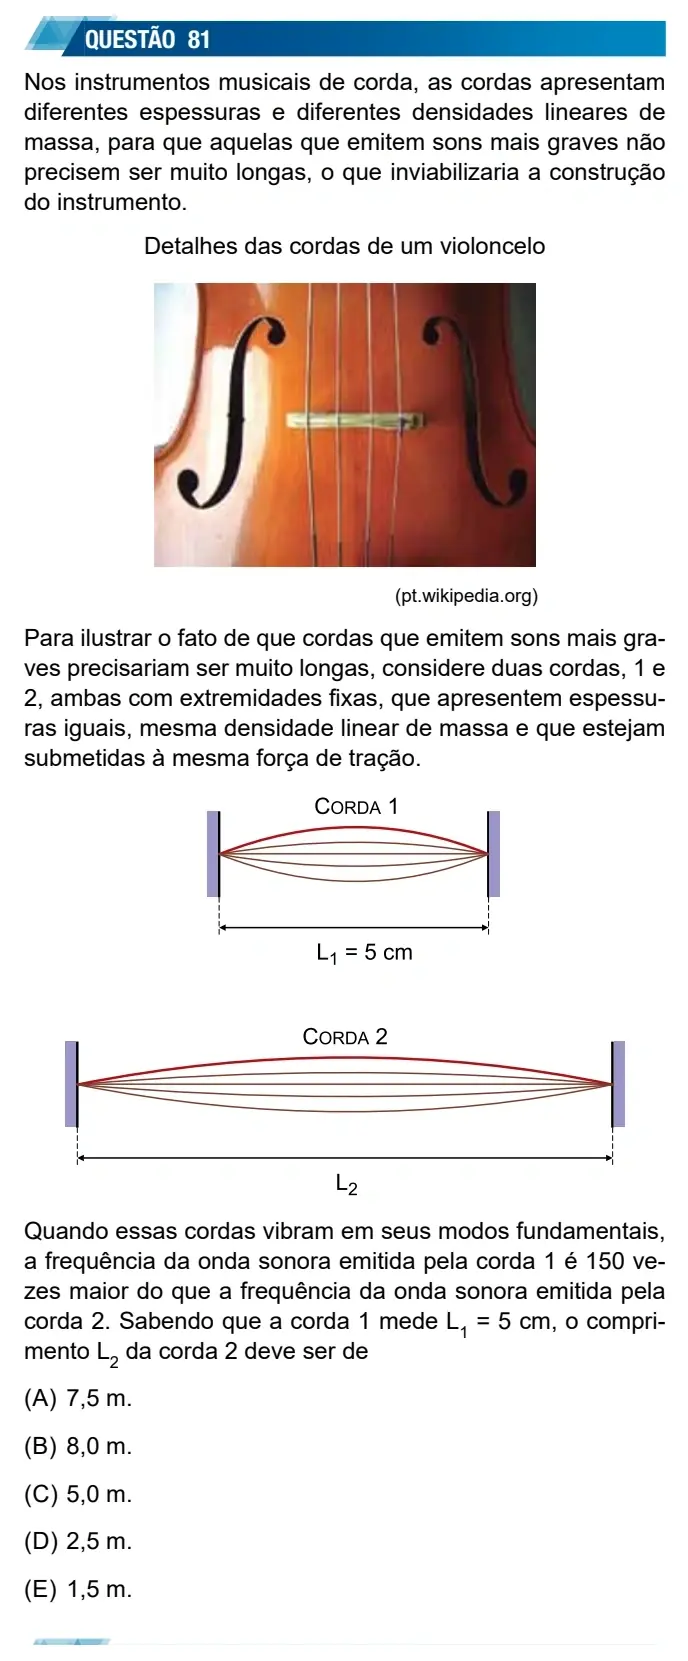 QUESTÃO 81
Nos instrumentos musicais de corda, as cordas apresentam
diferentes espessuras e diferentes densidades lineares de
massa, para que aquelas que emitem sons mais graves não
precisem ser muito longas, o que inviabilizaria a construção
do instrumento.
Detalhes das cordas de um violoncelo
(pt.wikipedia.org)
Para ilustrar o fato de que cordas que emitem sons mais gra-
ves precisariam ser muito longas, considere duas cordas, 1 e
2, ambas com extremidades fixas, que apresentem espessu-
ras iguais, mesma densidade linear de massa e que estejam
submetidas à mesma força de tração.
CORDA 1
L₁ = 5 cm
CORDA 2
L₂
Quando essas cordas vibram em seus modos fundamentais,
a frequência da onda sonora emitida pela corda 1 é 150 ve-
zes maior do que a frequência da onda sonora emitida pela
corda 2. Sabendo que a corda 1 mede L₁ = 5 cm, o compri-
mento L₂ da corda 2 deve ser de
(A) 7,5 m.
(B) 8,0 m.
(C) 5,0 m.
(D) 2,5 m.
(E) 1,5 m.